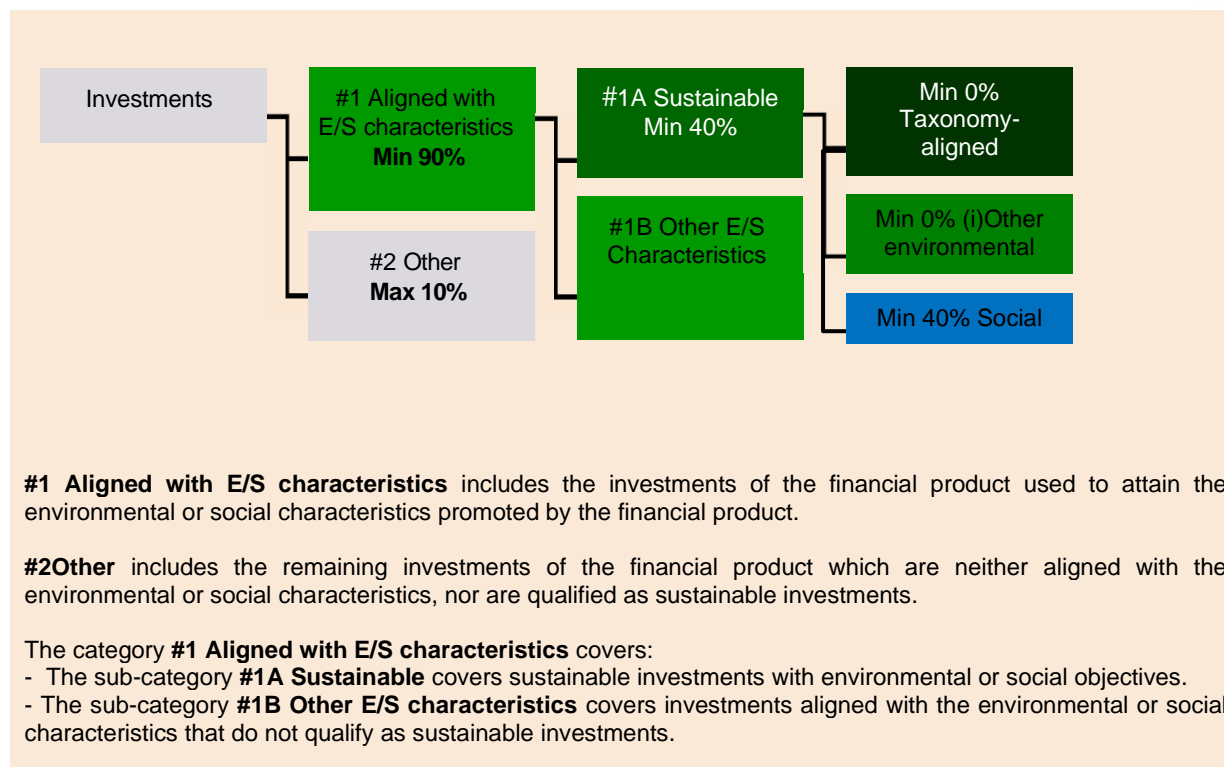 Investments
#1 Aligned with
E/S characteristics
Min 90%
#2 Other
Max 10%
#1A Sustainable
Min 40%
#1B Other E/S
Characteristics
Min 0%
Taxonomy-
aligned
Min 0% (i)Other
environmental
Min 40% Social
#1 Aligned with E/S characteristics includes the investments of the financial product used to attain the
environmental or social characteristics promoted by the financial product.
#2Other includes the remaining investments of the financial product which are neither aligned with the
environmental or social characteristics, nor are qualified as sustainable investments.
The category #1 Aligned with E/S characteristics covers:
- The sub-category #1A Sustainable covers sustainable investments with environmental or social objectives.
- The sub-category #1B Other E/S characteristics covers investments aligned with the environmental or social
characteristics that do not qualify as sustainable investments.